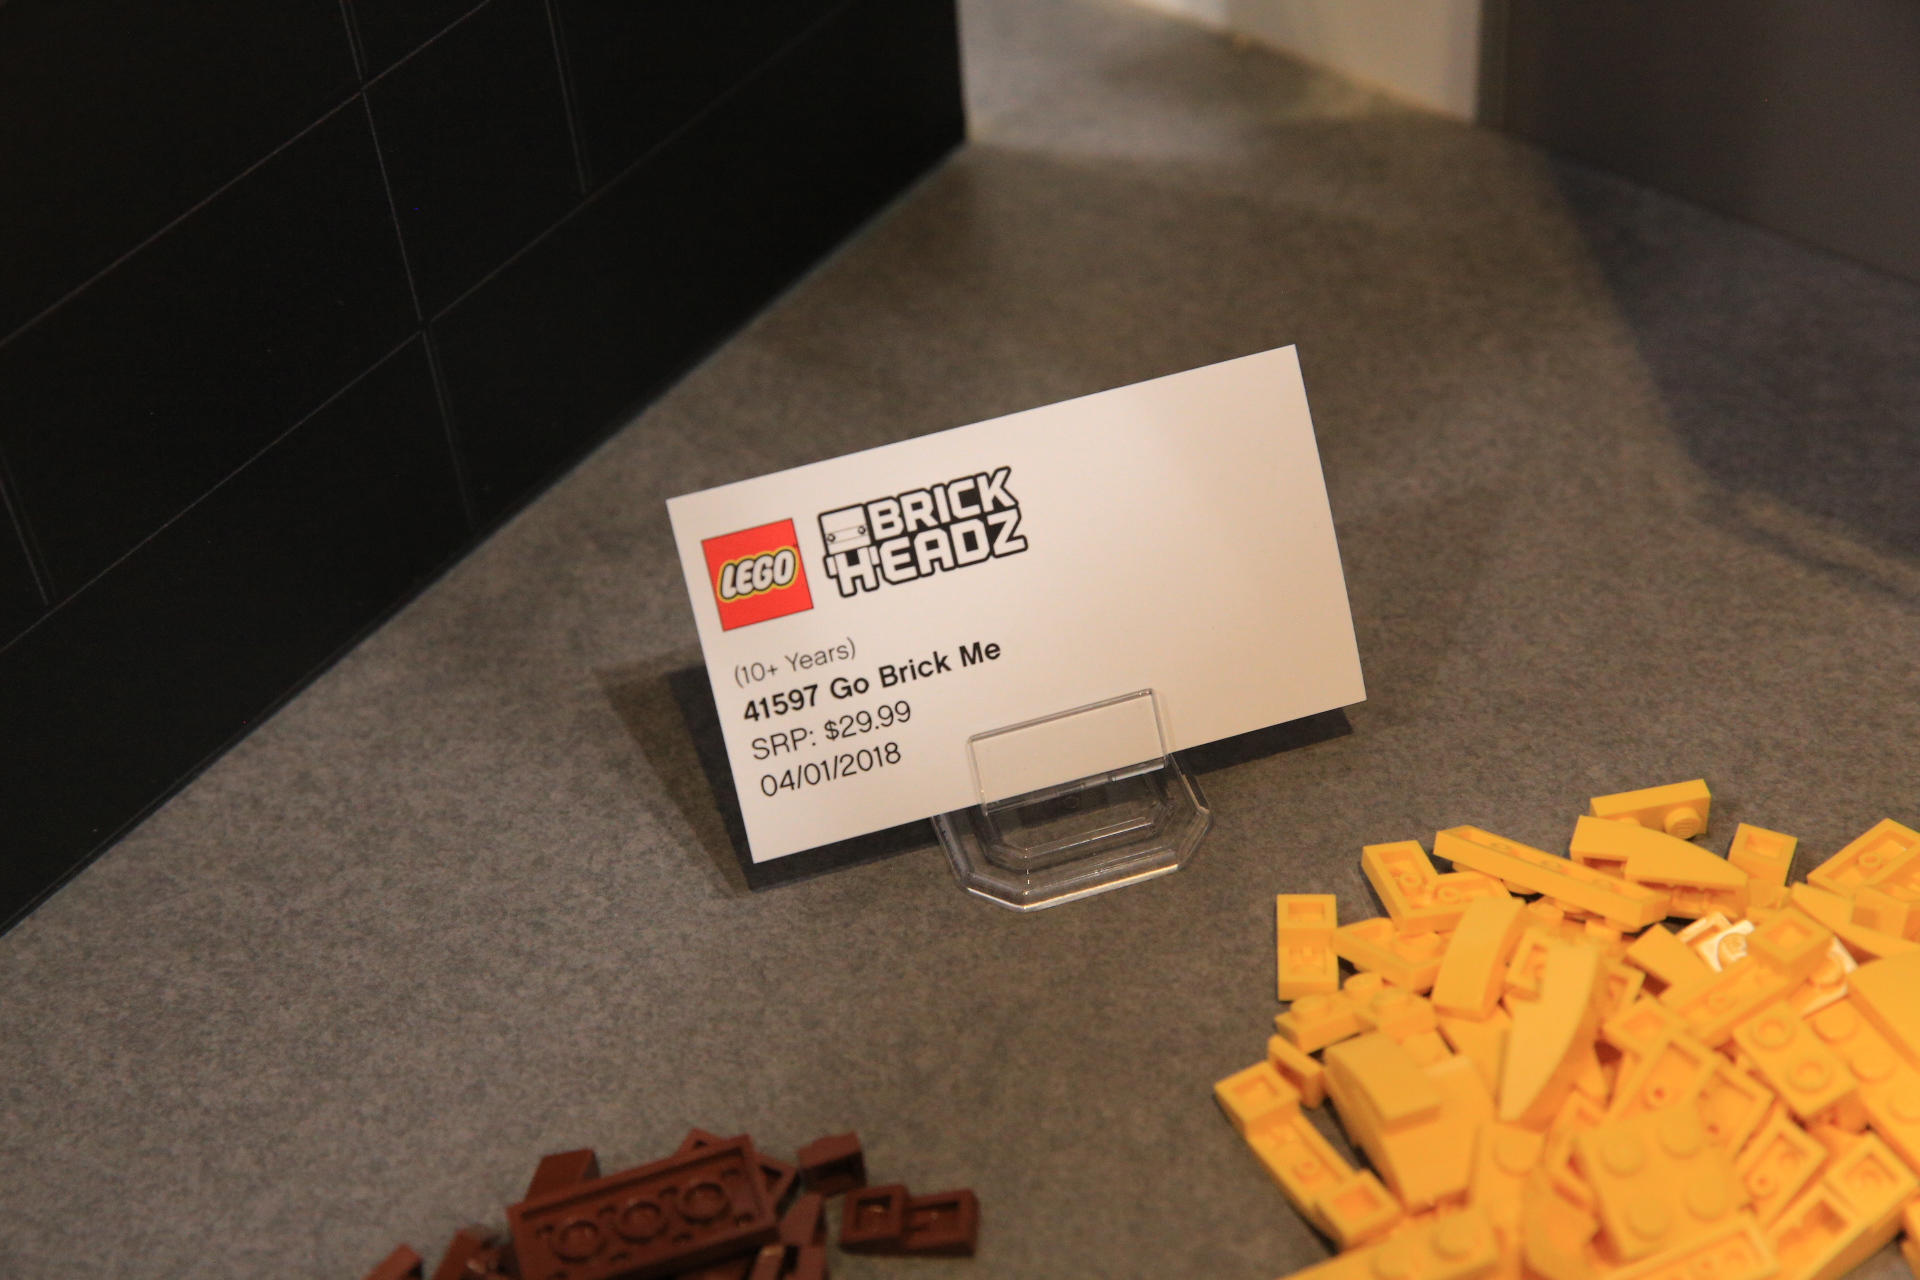 LEGO
BRICK
HEADZ
(10+ Years)
41597 Go Brick Me
SRP: $29.99
04/01/2018